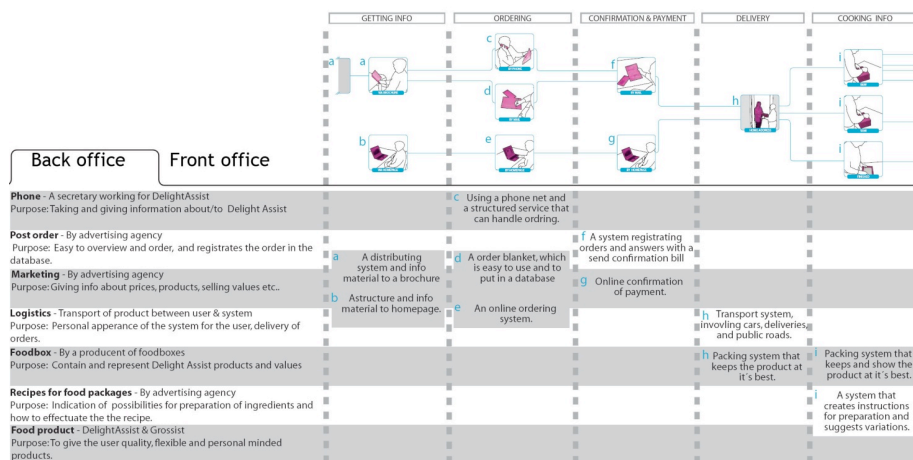 GETTING INFO
ORDERING
CONFIRMATION & PAYMENT
DELIVERY
COOKING INFO
a
a
c
d
f
h
i
i
i
b
e
g
Back office
Front office
Phone - A secretary working for DelightAssist
Purpose: Taking and giving information about/to Delight Assist
c Using a phone net and
a structured service that
can handle ordring.
Post order - By advertising agency
Purpose: Easy to overview and order, and registrates the order in the
database.
f A system registrating
orders and answers with a
send confirmation bill
a A distributing
system and info
material to a brochure
d A order blanket, which
is easy to use and to
put in a database
Marketing - By advertising agency
Purpose: Giving info about prices, products, selling values etc..
g Online confirmation
of payment.
b Astructure and info
material to homepage.
e An online ordering
system.
Logistics - Transport of product between user & system
Purpose: Personal apperance of the system for the user, delivery of
orders.
h Transport system,
invovling cars, deliveries,
and public roads.
Foodbox - By a producent of foodboxes
Purpose: Contain and represent Delight Assist products and values
h Packing system that
keeps the product at
it´s best.
i Packing system that
keeps and show the
product at it´s best.
Recipes for food packages - By advertising agency
Purpose: Indication of possibilities for preparation of ingredients and
how to effectuate the the recipe.
i A system that
creates instructions
for preparation and
suggests variations.
Food product - DelightAssist & Grossist
Purpose: To give the user quality, flexible and personal minded
products.